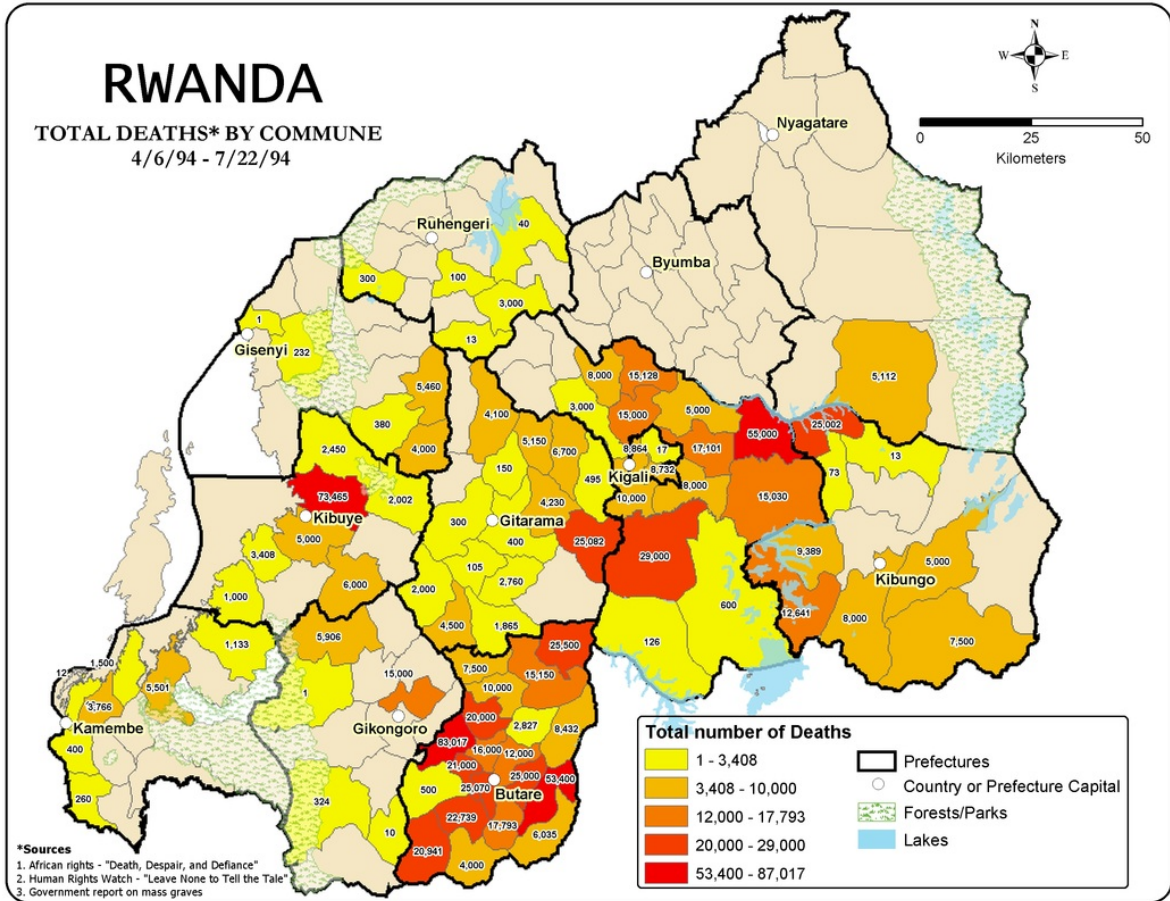 RWANDA
TOTAL DEATHS* BY COMMUNE
4/6/94 - 7/22/94
N
W E
S
0 25 50
Kilometers
Nyagatare
Ruhengeri
40
Byumba
300
100
3,000
1
13
Gisenyi
232
5,460
8,000
15,128
5,112
380
4,100
3,000
15,000
5,000
55,000
25,002
2,450
4,000
5,150
6,700
8,864
17
17,101
13
150
Kigali
8,732
73
73,465
2,002
495
10,000
8,000
15,030
Kibuye
300
Gitarama
4,230
5,000
400
25,082
29,000
9,389
5,000
3,408
105
Kibungo
6,000
2,760
1,000
2,000
600
12,641
8,000
4,500
1,865
126
7,500
1,133
5,906
25,500
12
1,500
7,500
15,150
5,501
15,000
10,000
3,766
1
20,000
2,827
8,432
Kamembe
Gikongoro
83,017
16,000
12,000
400
21,000
25,000
53,400
500
25,070
Butare
260
324
22,739
17,793
10
6,035
20,941
4,000
Total number of Deaths
1 - 3,408
3,408 - 10,000
12,000 - 17,793
20,000 - 29,000
53,400 - 87,017
Prefectures
Country or Prefecture Capital
Forests/Parks
Lakes
*Sources
1. African rights - "Death, Despair, and Defiance"
2. Human Rights Watch - "Leave None to Tell the Tale"
3. Government report on mass graves